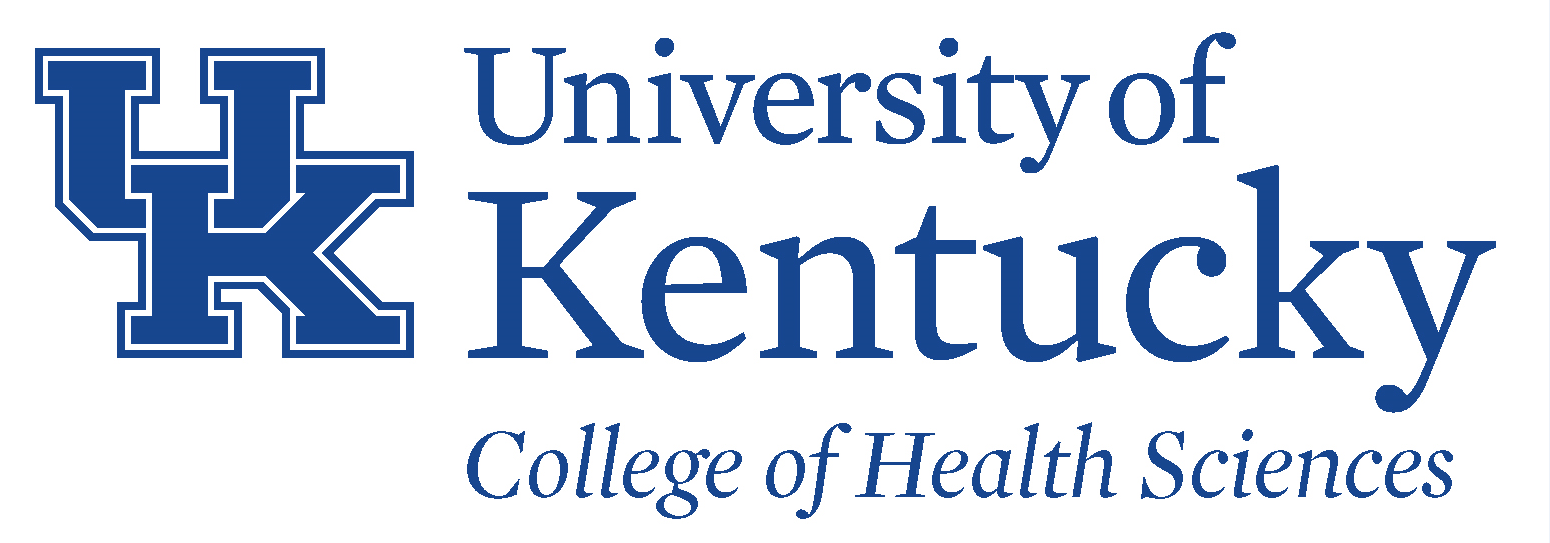 UK
University of
Kentucky
College of Health Sciences